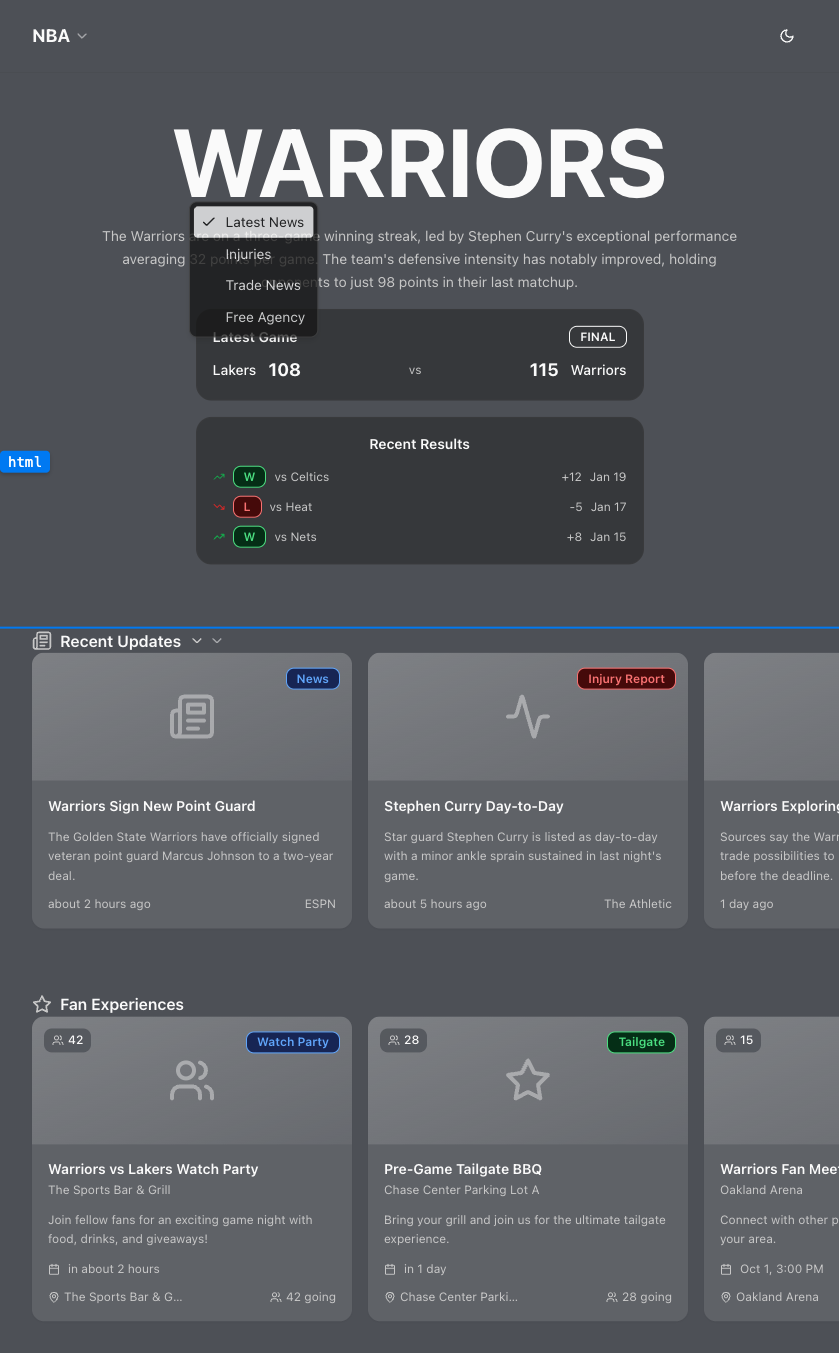 NBA
WARRIORS
The Warriors are on a three-game winning streak, led by Stephen Curry's exceptional performance
averaging 32 points per game. The team's defensive intensity has notably improved, holding
opponents to just 98 points in their last matchup.
Latest News
Injuries
Trade News
Free Agency
Latest Game
FINAL
Lakers 108 vs 115 Warriors
Recent Results
W vs Celtics +12 Jan 19
L vs Heat -5 Jan 17
W vs Nets +8 Jan 15
html
Recent Updates
News
Warriors Sign New Point Guard
The Golden State Warriors have officially signed
veteran point guard Marcus Johnson to a two-year
deal.
about 2 hours ago ESPN
Injury Report
Stephen Curry Day-to-Day
Star guard Stephen Curry is listed as day-to-day
with a minor ankle sprain sustained in last night's
game.
about 5 hours ago The Athletic
Warriors Exploring
Sources say the Warr
trade possibilities to
before the deadline.
1 day ago
Fan Experiences
42 Watch Party
Warriors vs Lakers Watch Party
The Sports Bar & Grill
Join fellow fans for an exciting game night with
food, drinks, and giveaways!
in about 2 hours
The Sports Bar & G... 42 going
28 Tailgate
Pre-Game Tailgate BBQ
Chase Center Parking Lot A
Bring your grill and join us for the ultimate tailgate
experience.
in 1 day
Chase Center Parki... 28 going
15
Warriors Fan Mee
Oakland Arena
Connect with other p
your area.
Oct 1, 3:00 PM
Oakland Arena